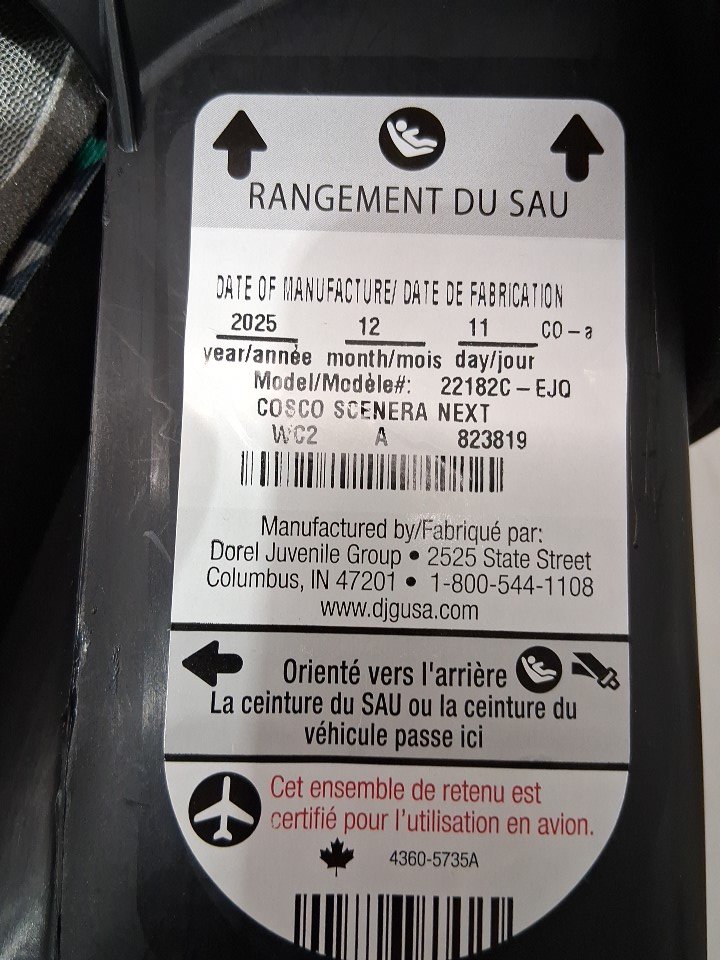 RANGEMENT DU SAU
DATE OF MANUFACTURE/ DATE DE FABRICATION
2025 12 11 CO-a
year/année month/mois day/jour
Model/Modèle#: 22182C-EJQ
COSCO SCENERA NEXT
WC2 A 823819
Manufactured by/Fabriqué par:
Dorel Juvenile Group • 2525 State Street
Columbus, IN 47201 • 1-800-544-1108
www.djgusa.com
Orienté vers l'arrière
La ceinture du SAU ou la ceinture du
véhicule passe ici
Cet ensemble de retenu est
certifié pour l'utilisation en avion.
4360-5735A